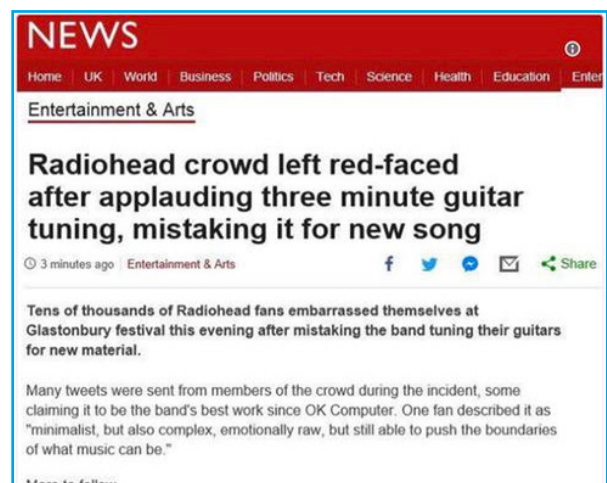 NEWS
Home UK World Business Politics Tech Science Health Education Enter
Entertainment & Arts
Radiohead crowd left red-faced
after applauding three minute guitar
tuning, mistaking it for new song
3 minutes ago Entertainment & Arts f Share
Tens of thousands of Radiohead fans embarrassed themselves at
Glastonbury festival this evening after mistaking the band tuning their guitars
for new material.
Many tweets were sent from members of the crowd during the incident, some
claiming it to be the band's best work since OK Computer. One fan described it as
"minimalist, but also complex, emotionally raw, but still able to push the boundaries
of what music can be."
More to follow